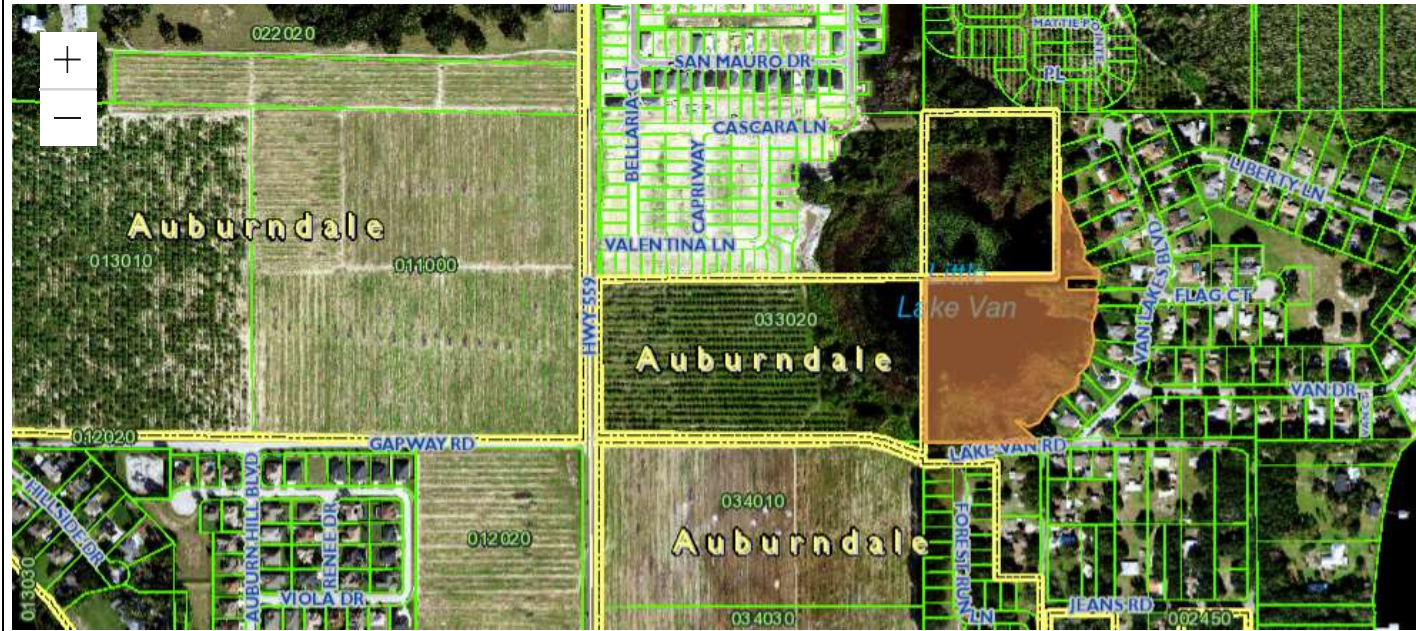 022020
MATTIE POINTE
PL
SAN MAURO DR
BELLARIA CT
CASCARA LN
CAPRI WAY
VALENTINA LN
LIBERTY LN
VAN LAKES BLVD
FLAG CT
VAN DR
Auburndale
013010
011000
HWY 559
Little
Lake Van
033020
Auburndale
012020
GAPWAY RD
LAKE VAN RD
HILLSIDE DR
AUBURN HILL BLVD
RENEE DR
VIOLA DR
012020
013030
034010
Auburndale
034030
FOREST RUN
LN
JEANS RD
002450